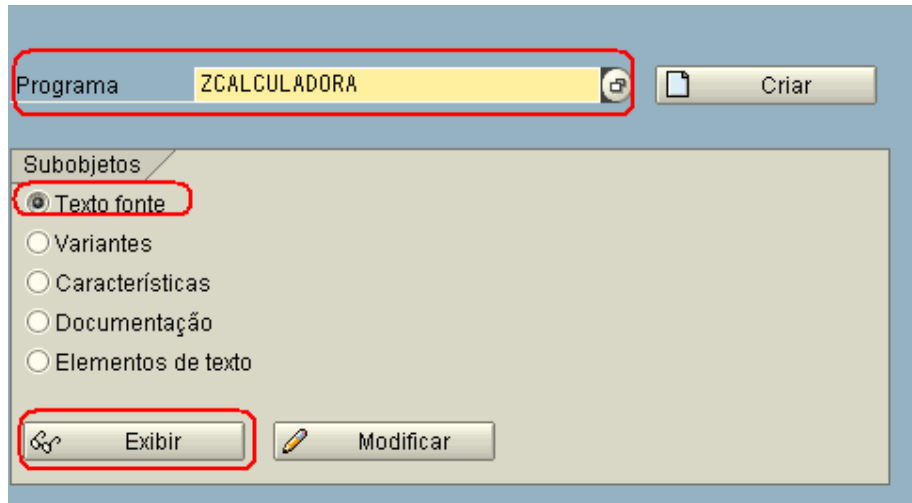 Programa ZCALCULADORA Criar
Subobjetos
Texto fonte
Variantes
Características
Documentação
Elementos de texto
Exibir Modificar